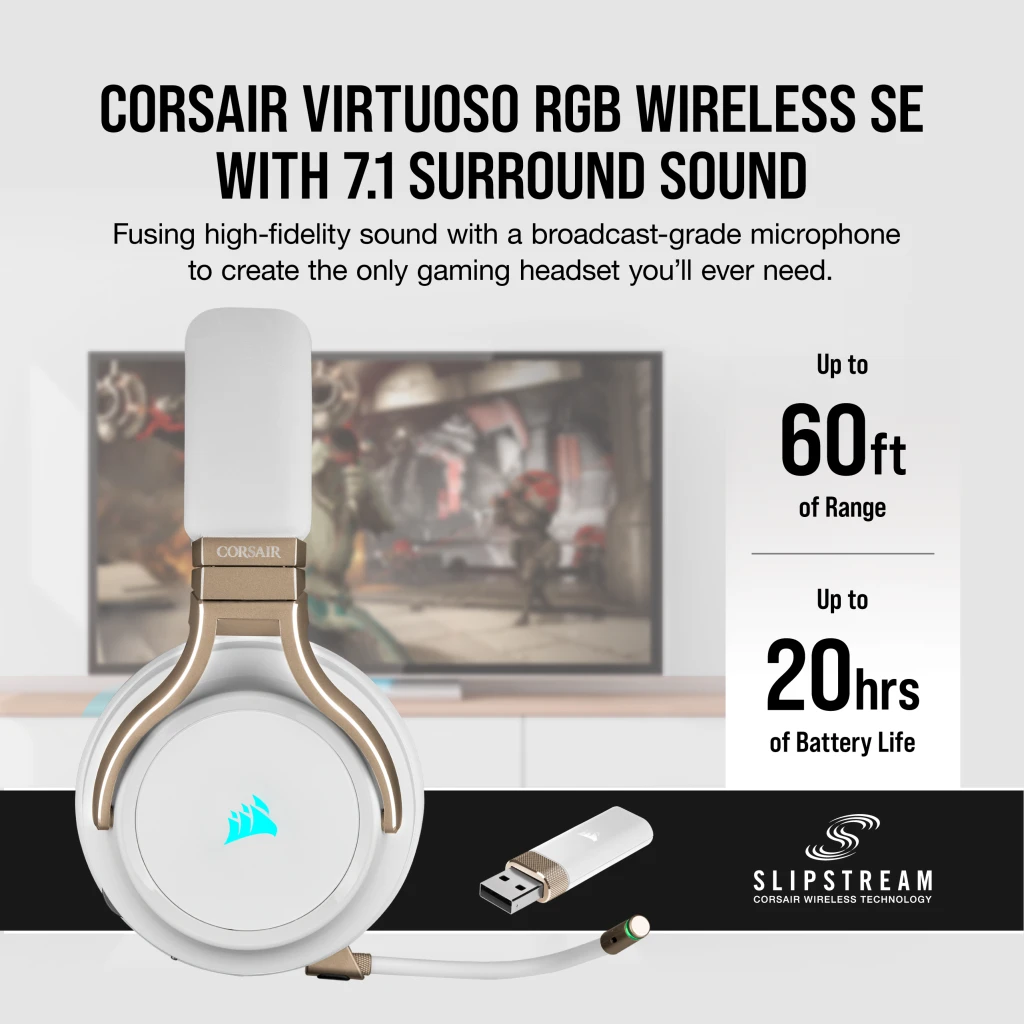 CORSAIR VIRTUOSO RGB WIRELESS SE
WITH 7.1 SURROUND SOUND
Fusing high-fidelity sound with a broadcast-grade microphone
to create the only gaming headset you’ll ever need.
Up to
60ft
of Range
Up to
20hrs
of Battery Life
CORSAIR
SLIPSTREAM
CORSAIR WIRELESS TECHNOLOGY